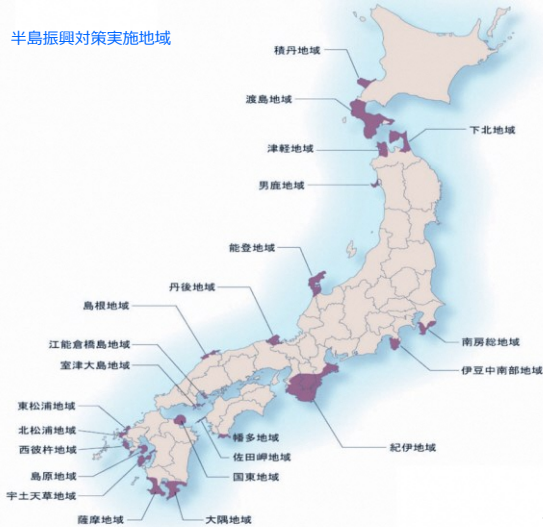 半島振興対策実施地域
積丹地域
渡島地域
下北地域
津軽地域
男鹿地域
能登地域
丹後地域
島根地域
南房総地域
江能倉橋島地域
室津大島地域
伊豆中南部地域
東松浦地域
北松浦地域
幡多地域
西彼杵地域
佐田岬地域
紀伊地域
島原地域
国東地域
宇土天草地域
薩摩地域
大隅地域